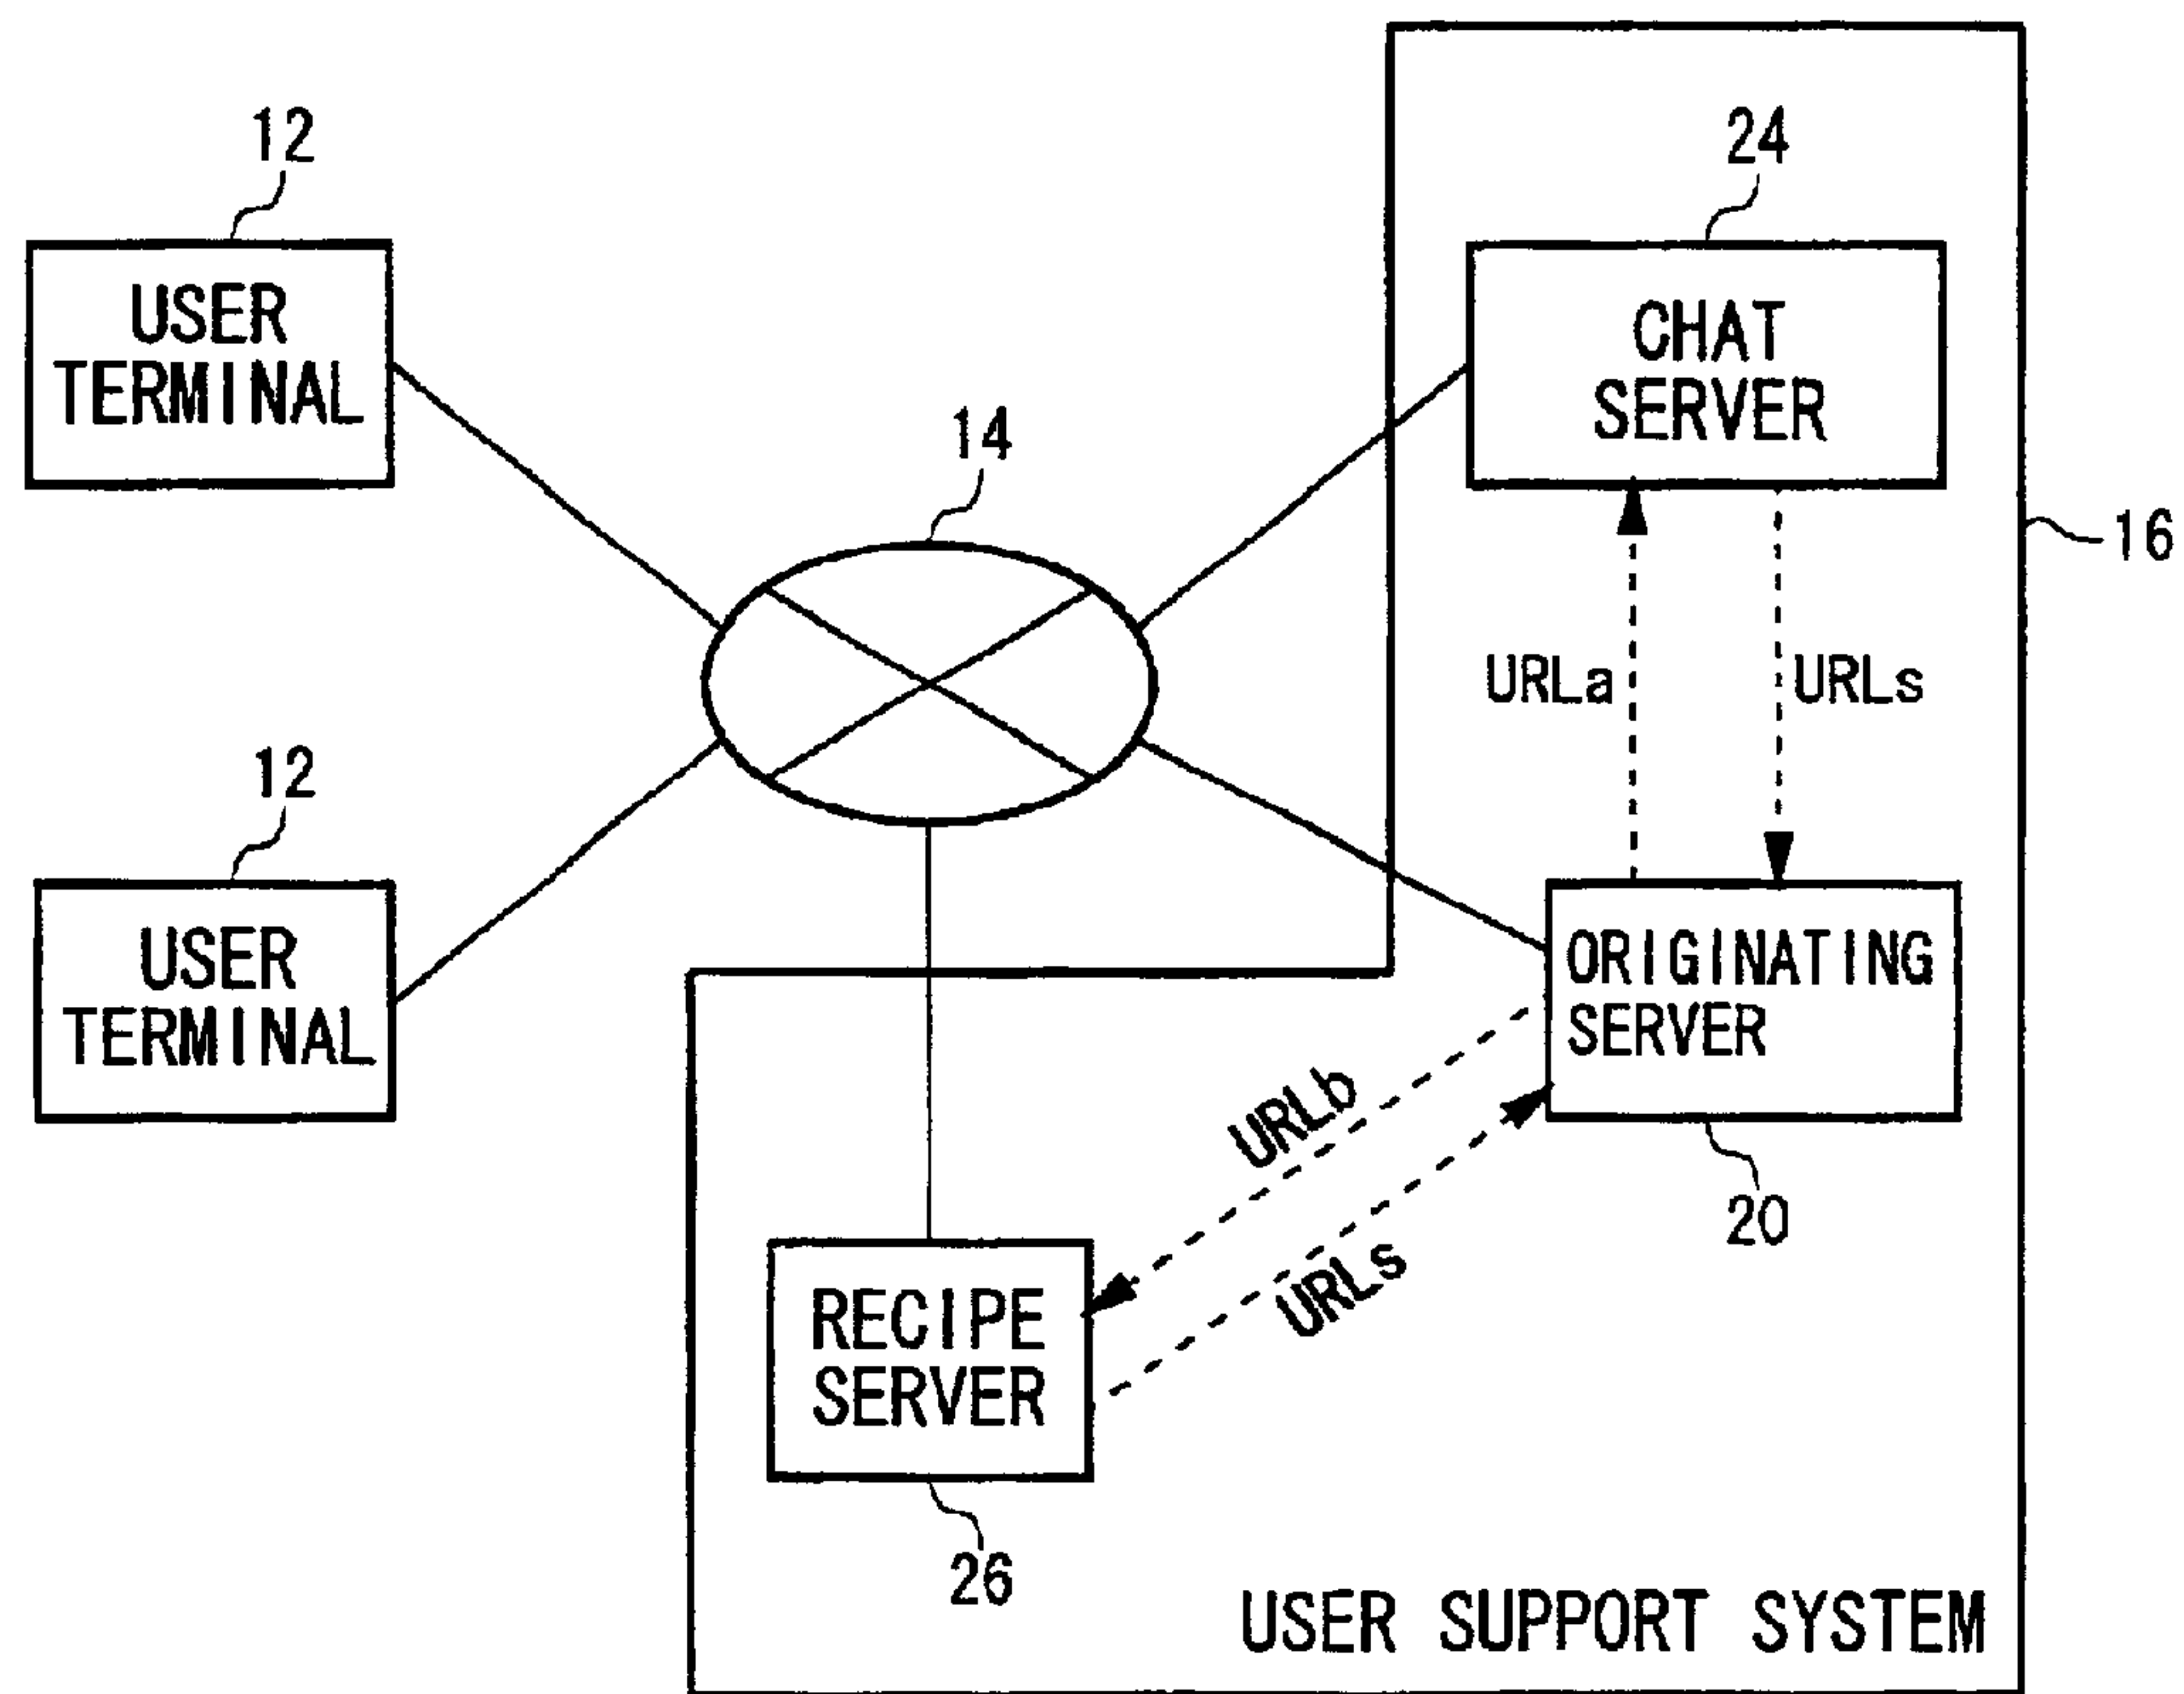 12
24
USER
TERMINAL
CHAT
SERVER
14
16
URLa
URLs
12
USER
TERMINAL
ORIGINATING
SERVER
URLb
URLs
20
RECIPE
SERVER
26
USER SUPPORT SYSTEM